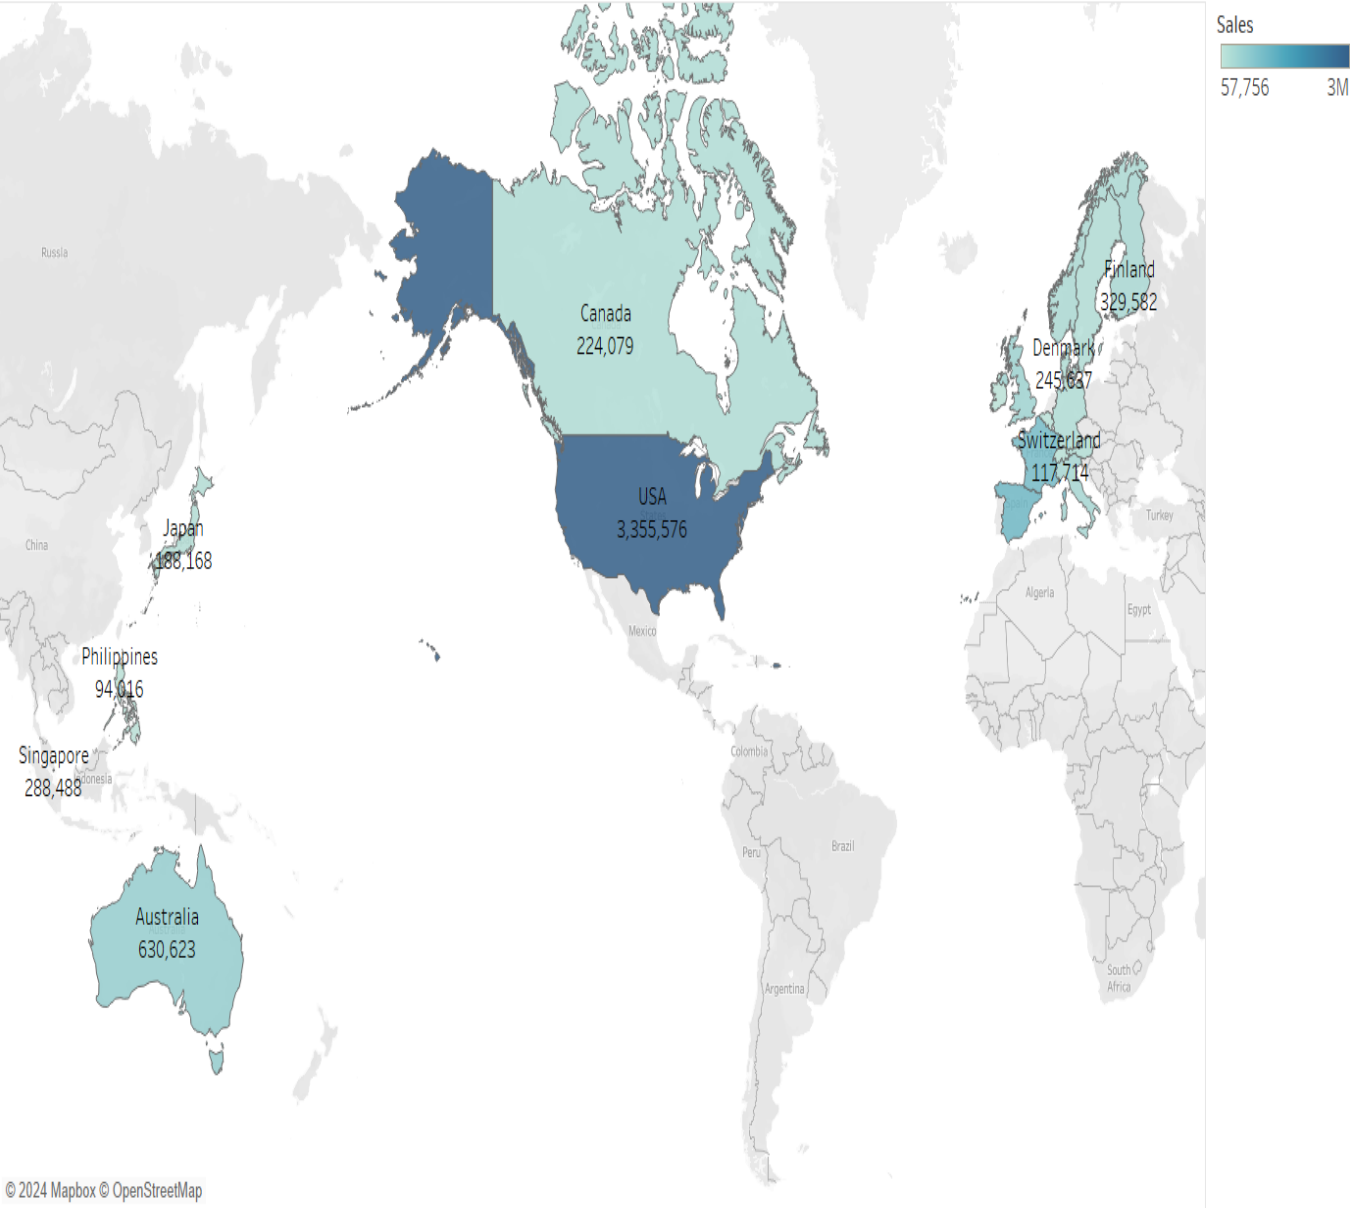 Sales
57,756 3M
Russia
Canada
224,079
Finland
329,582
Denmark
245,637
Switzerland
117,714
USA
3,355,576
Japan
188,168
China
Turkey
Algeria
Egypt
Mexico
Philippines
94,016
Singapore
288,488
Colombia
Peru
Brazil
Australia
630,623
South
Africa
Argentina
© 2024 Mapbox © OpenStreetMap